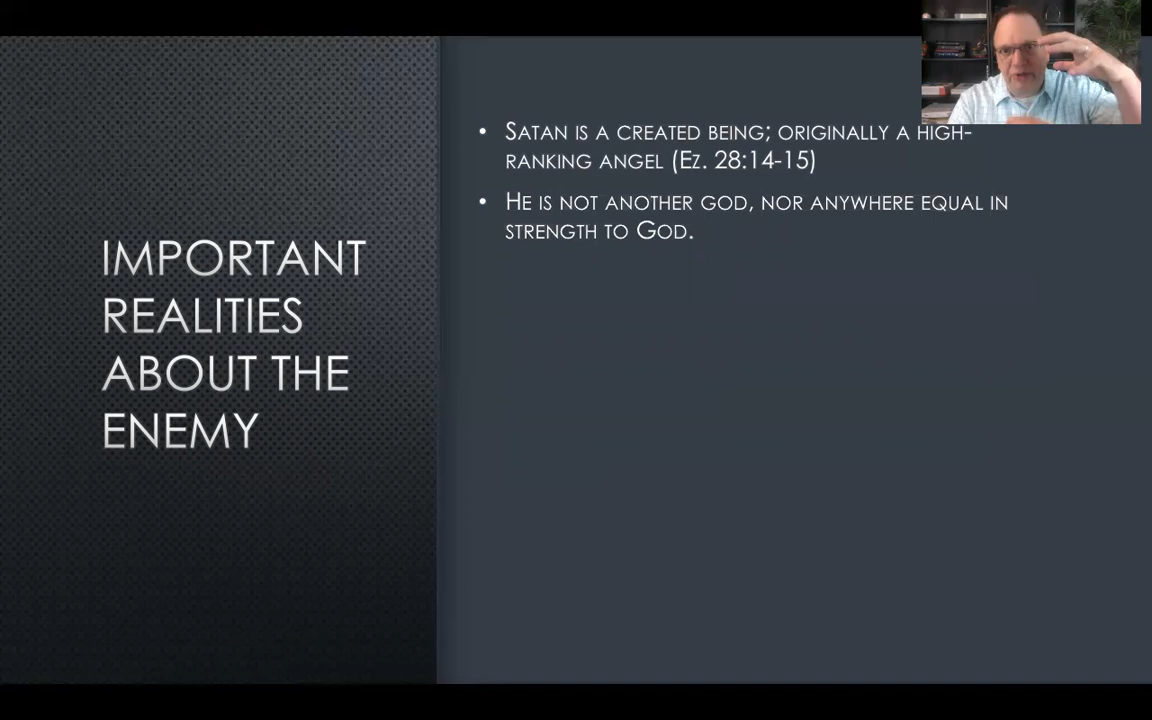 IMPORTANT
REALITIES
ABOUT THE
ENEMY
• Satan is a created being; originally a high-
ranking angel (Ez. 28:14-15)
• He is not another god, nor anywhere equal in
strength to God.